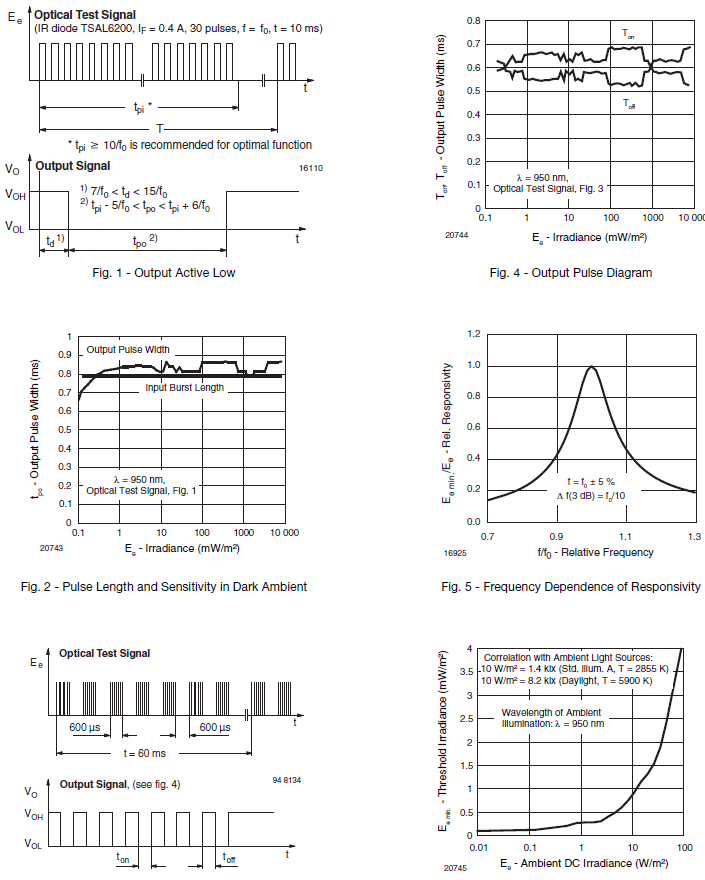 Ee
Optical Test Signal
(IR diode TSAL6200, IF = 0.4 A, 30 pulses, f = f0, t = 10 ms)
t
tpi *
T
* tpi ≥ 10/f0 is recommended for optimal function
VO
Output Signal
16110
VOH
VOL
1) 7/f0 < td < 15/f0
2) tpi - 5/f0 < tpo < tpi + 6/f0
td 1)
tpo 2)
t
Fig. 1 - Output Active Low
Ton, Toff - Output Pulse Width (ms)
0.8
0.7
0.6
0.5
0.4
0.3
0.2
0.1
0
Ton
Toff
λ = 950 nm,
Optical Test Signal, Fig. 3
0.1 1 10 100 1000 10 000
20744
Ee - Irradiance (mW/m²)
Fig. 4 - Output Pulse Diagram
tpo - Output Pulse Width (ms)
1
0.9
0.8
0.7
0.6
0.5
0.4
0.3
0.2
0.1
0
Output Pulse Width
Input Burst Length
λ = 950 nm,
Optical Test Signal, Fig. 1
0.1 1 10 100 1000 10 000
20743
Ee - Irradiance (mW/m²)
Fig. 2 - Pulse Length and Sensitivity in Dark Ambient
Ee min./Ee - Rel. Responsivity
1.2
1.0
0.8
0.6
0.4
0.2
0.0
f = f0 ± 5 %
Δ f(3 dB) = f0/10
0.7 0.9 1.1 1.3
16925
f/f0 - Relative Frequency
Fig. 5 - Frequency Dependence of Responsivity
Ee
Optical Test Signal
600 µs
600 µs
t
t = 60 ms
VO
Output Signal, (see fig. 4)
94 8134
VOH
VOL
ton
toff
t
Ee min. - Threshold Irradiance (mW/m²)
4
3.5
3
2.5
2
1.5
1
0.5
0
Correlation with Ambient Light Sources:
10 W/m² = 1.4 klx (Std. illum. A, T = 2855 K)
10 W/m² = 8.2 klx (Daylight, T = 5900 K)
Wavelength of Ambient
Illumination: λ = 950 nm
0.01 0.1 1 10 100
20745
Ee - Ambient DC Irradiance (W/m²)